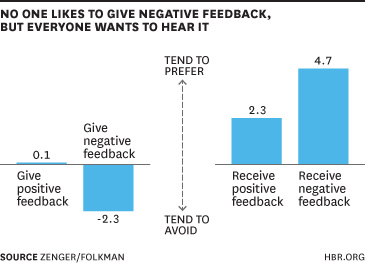 NO ONE LIKES TO GIVE NEGATIVE FEEDBACK,
BUT EVERYONE WANTS TO HEAR IT
TEND TO
PREFER
4.7
2.3
Give
negative
feedback
0.1
Give
positive
feedback
-2.3
Receive
positive
feedback
Receive
negative
feedback
TEND TO
AVOID
SOURCE ZENGER/FOLKMAN
HBR.ORG